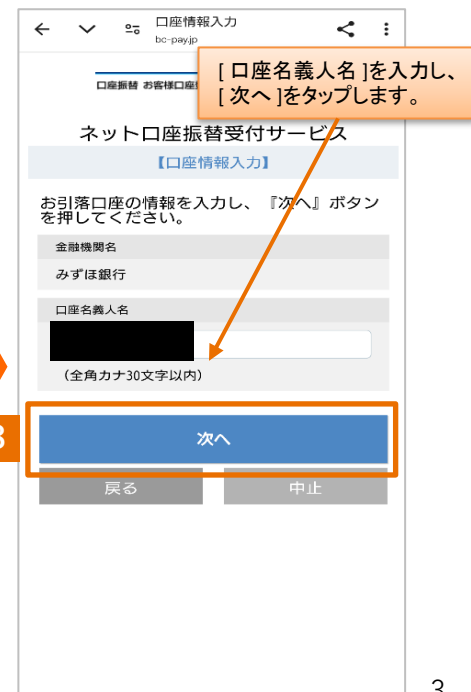 口座情報入力
bc-pay.jp
[ 口座名義人名 ]を入力し、
[ 次へ ]をタップします。
口座振替 お客様口座
ネット口座振替受付サービス
【口座情報入力】
お引落口座の情報を入力し、『次へ』ボタン
を押してください。
金融機関名
みずほ銀行
口座名義人名
（全角カナ30文字以内）
次へ
戻る
中止
3